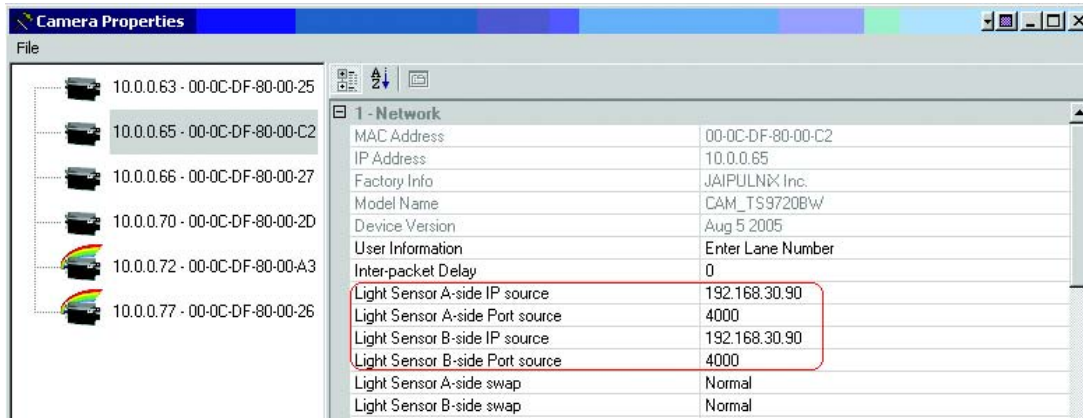 Camera Properties
File
10.0.0.63 - 00-0C-DF-80-00-25
10.0.0.65 - 00-0C-DF-80-00-C2
10.0.0.66 - 00-0C-DF-80-00-27
10.0.0.70 - 00-0C-DF-80-00-2D
10.0.0.72 - 00-0C-DF-80-00-A3
10.0.0.77 - 00-0C-DF-80-00-26
1 - Network
MAC Address 00-0C-DF-80-00-C2
IP Address 10.0.0.65
Factory Info JAIPULNiX Inc.
Model Name CAM_TS9720BW
Device Version Aug 5 2005
User Information Enter Lane Number
Inter-packet Delay 0
Light Sensor A-side IP source 192.168.30.90
Light Sensor A-side Port source 4000
Light Sensor B-side IP source 192.168.30.90
Light Sensor B-side Port source 4000
Light Sensor A-side swap Normal
Light Sensor B-side swap Normal